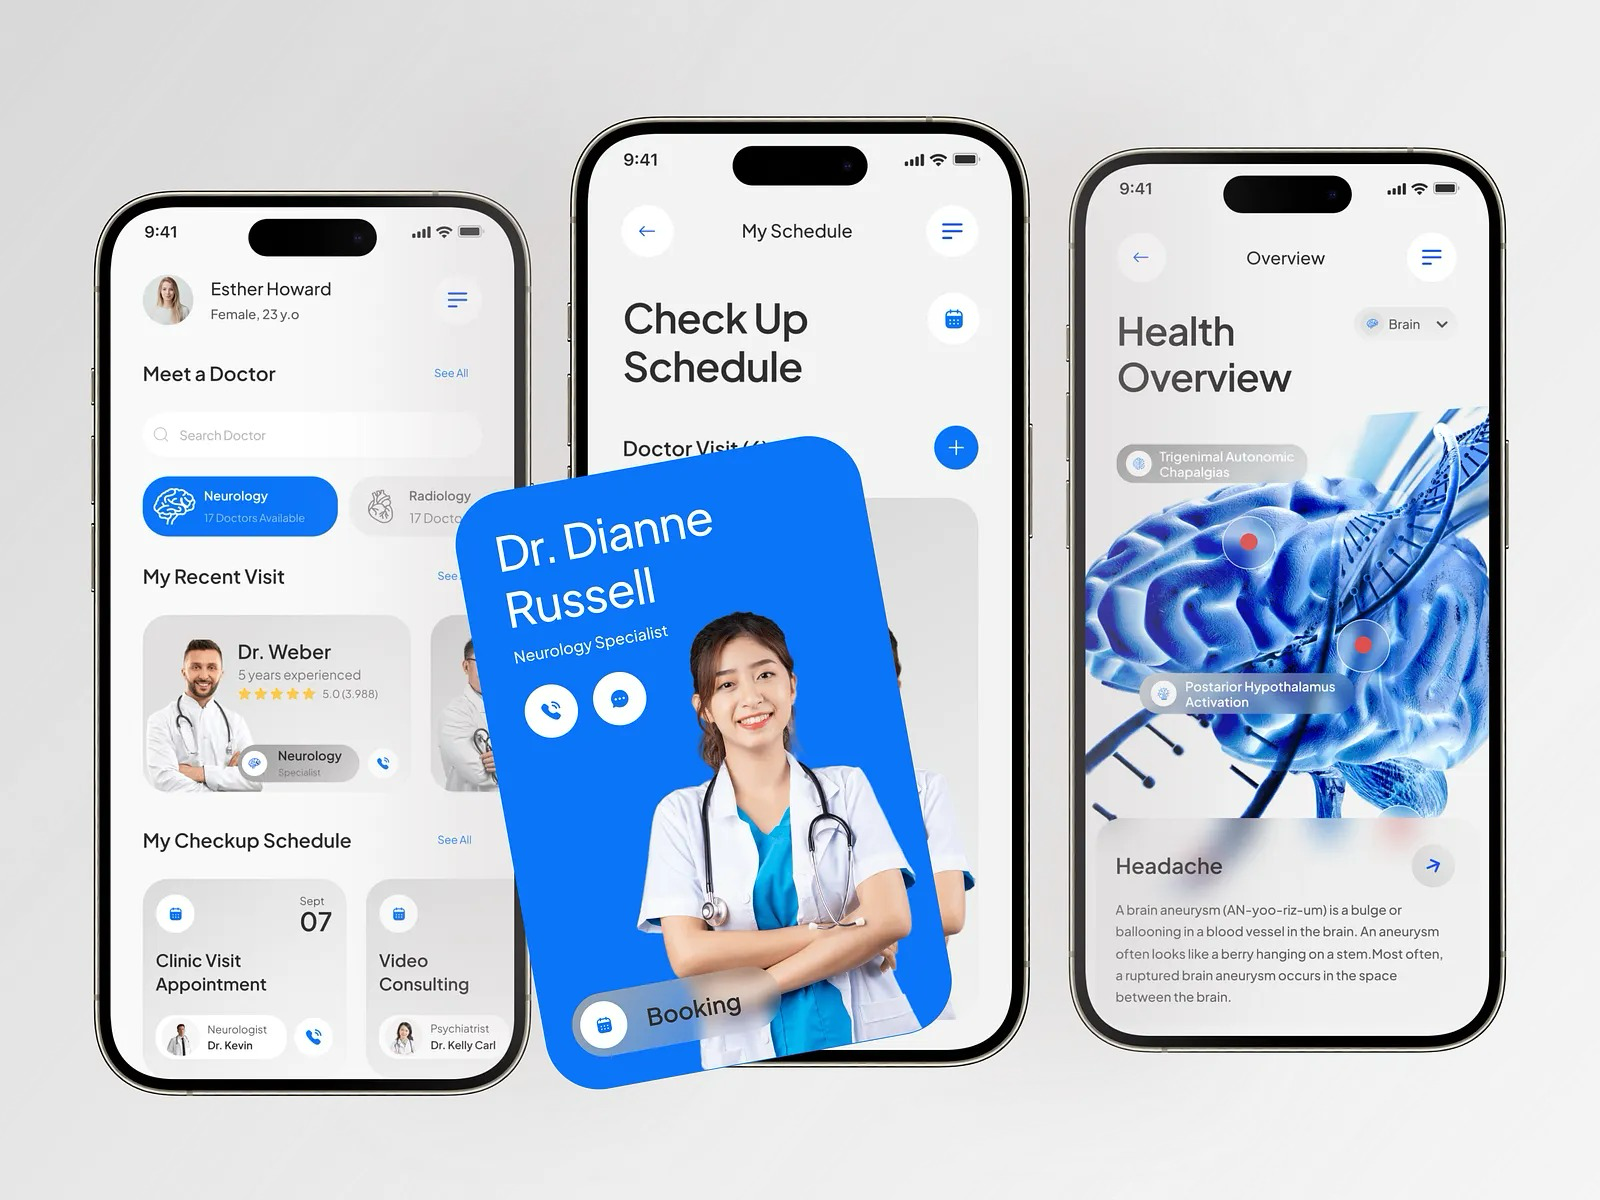 9:41
Esther Howard
Female, 23 y.o
Meet a Doctor
See All
Search Doctor
Neurology
17 Doctors Available
Radiology
17 Docto
My Recent Visit
See
Dr. Weber
5 years experienced
5.0 (3.988)
Neurology
Specialist
My Checkup Schedule
See All
Sept
07
Clinic Visit
Appointment
Neurologist
Dr. Kevin
Video
Consulting
Psychiatrist
Dr. Kelly Carl
9:41
My Schedule
Check Up
Schedule
Doctor Visit
Dr. Dianne
Russell
Neurology Specialist
Booking
9:41
Overview
Health
Overview
Brain
Trigenimal Autonomic
Chapalgias
Postarior Hypothalamus
Activation
Headache
A brain aneurysm (AN-yoo-riz-um) is a bulge or
ballooning in a blood vessel in the brain. An aneurysm
often looks like a berry hanging on a stem.Most often,
a ruptured brain aneurysm occurs in the space
between the brain.